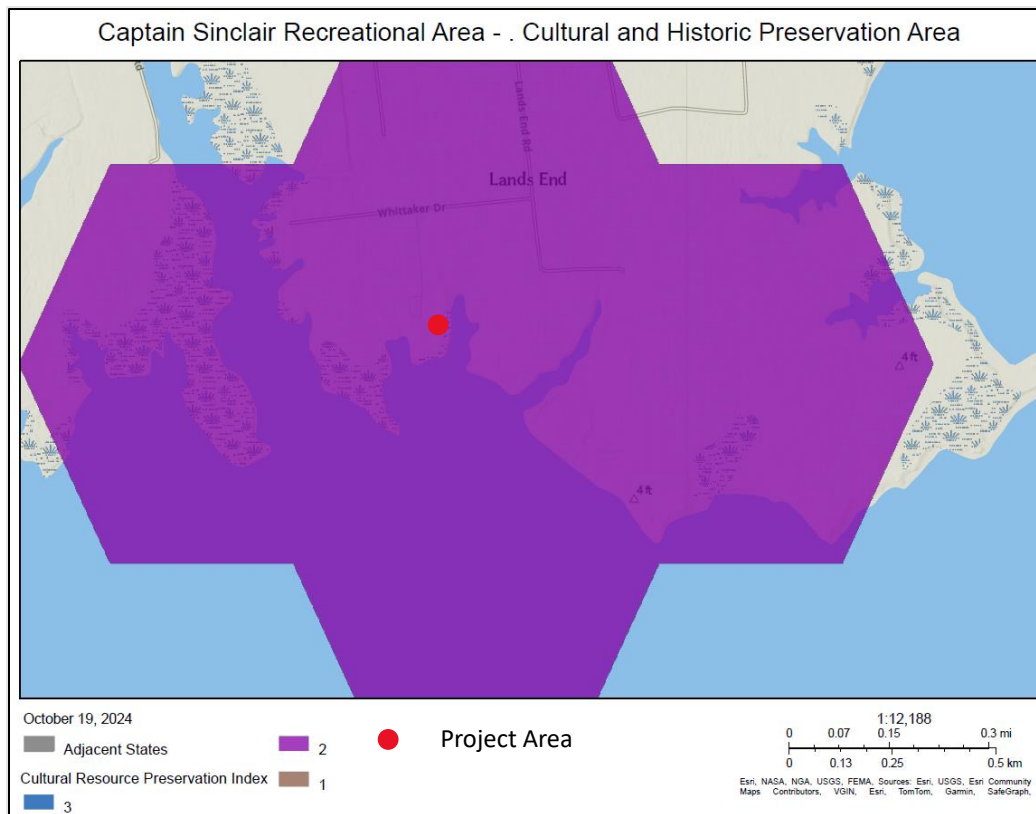 Captain Sinclair Recreational Area - . Cultural and Historic Preservation Area
Rd
Lands End Rd
Lands End
Whittaker Dr
4 ft
4 ft
October 19, 2024
Adjacent States
Cultural Resource Preservation Index
3
2
1
Project Area
1:12,188
0 0.07 0.15 0.3 mi
0 0.13 0.25 0.5 km
Esri, NASA, NGA, USGS, FEMA, Sources: Esri, USGS, Esri Community
Maps Contributors, VGIN, Esri, TomTom, Garmin, SafeGraph,